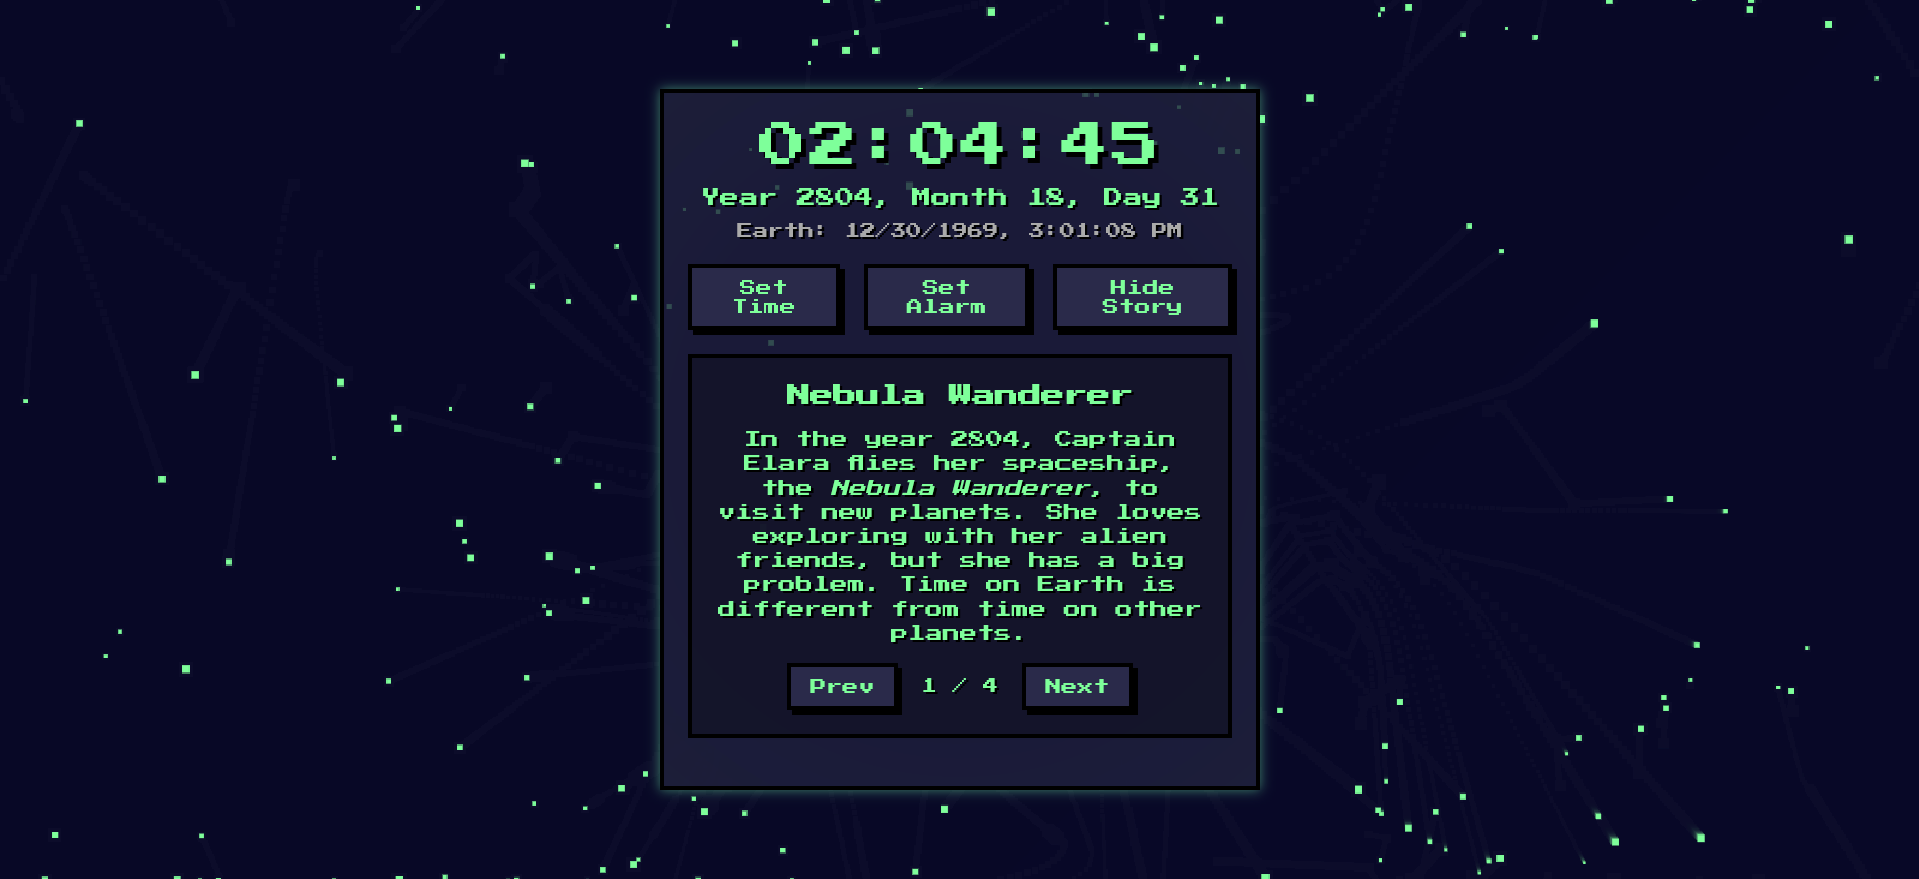 02:04:45
Year 2804, Month 18, Day 31
Earth: 12/30/1969, 3:01:08 PM
Set
Time
Set
Alarm
Hide
Story
Nebula Wanderer
In the year 2804, Captain
Elara flies her spaceship,
the Nebula Wanderer, to
visit new planets. She loves
exploring with her alien
friends, but she has a big
problem. Time on Earth is
different from time on other
planets.
Prev 1 / 4 Next